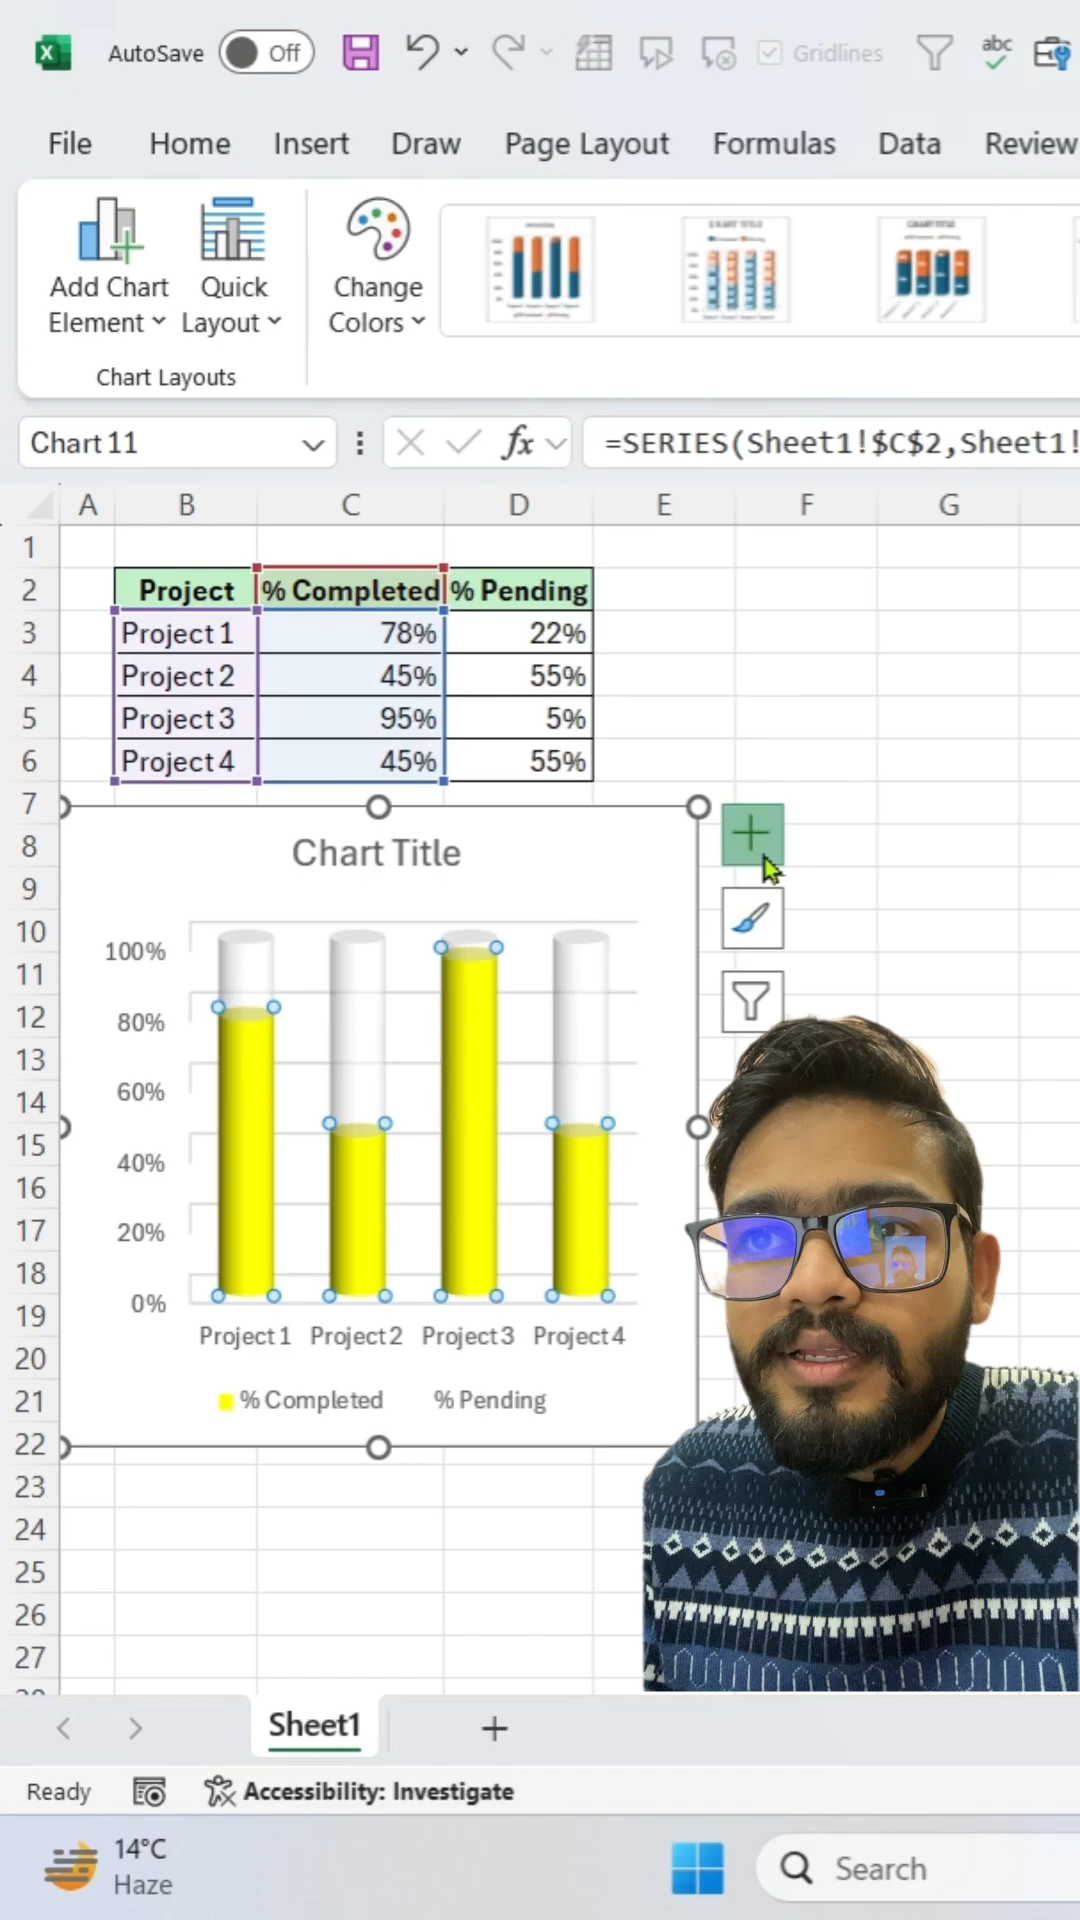 AutoSave Off Gridlines abc
File Home Insert Draw Page Layout Formulas Data Review
Add Chart Element
Quick Layout
Change Colors
CHART TITLE
Chart Layouts
Chart 11
fx
=SERIES(Sheet1!$C$2,Sheet1!
A B C D E F G
1
2 Project % Completed % Pending
3 Project 1 78% 22%
4 Project 2 45% 55%
5 Project 3 95% 5%
6 Project 4 45% 55%
7
8
9
10
11
12
13
14
15
16
17
18
19
20
21
22
23
24
25
26
27
Chart Title
100%
80%
60%
40%
20%
0%
Project 1 Project 2 Project 3 Project 4
% Completed % Pending
Sheet1
Ready Accessibility: Investigate
14°C
Haze
Search